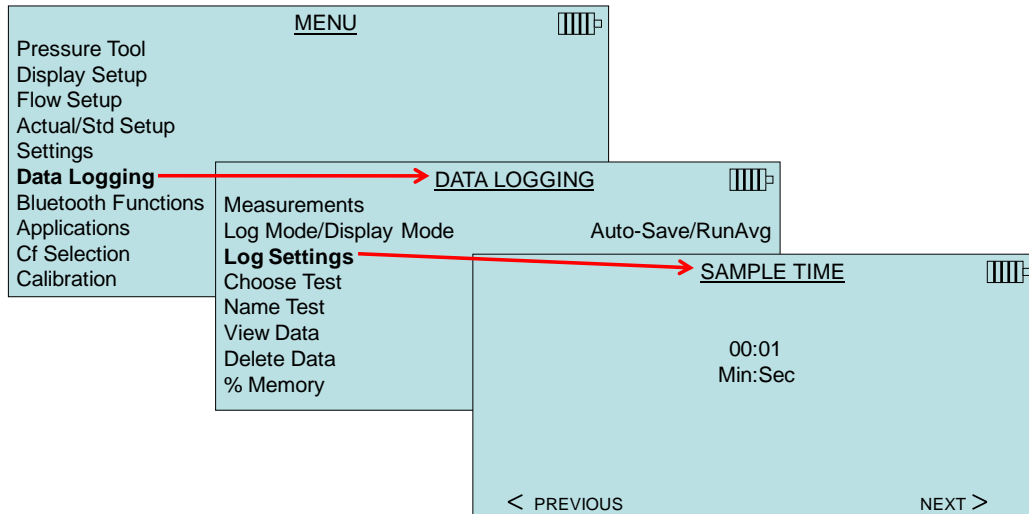 MENU
Pressure Tool
Display Setup
Flow Setup
Actual/Std Setup
Settings
Data Logging
Bluetooth Functions
Applications
Cf Selection
Calibration
DATA LOGGING
Measurements
Log Mode/Display Mode Auto-Save/RunAvg
Log Settings
Choose Test
Name Test
View Data
Delete Data
% Memory
SAMPLE TIME
00:01
Min:Sec
< PREVIOUS NEXT >